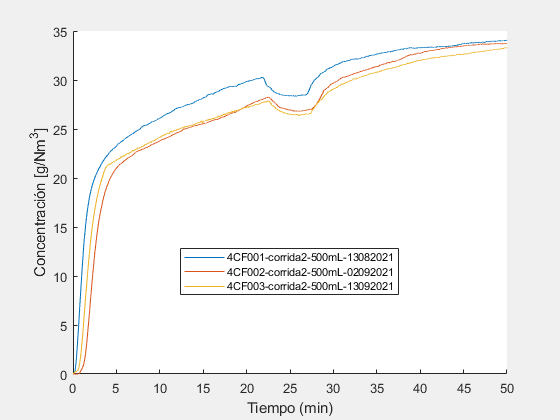 35
30
25
20
15
10
5
0
Concentración [g/Nm³]
4CF001-corrida2-500mL-13082021
4CF002-corrida2-500mL-02092021
4CF003-corrida2-500mL-13092021
0 5 10 15 20 25 30 35 40 45 50
Tiempo (min)